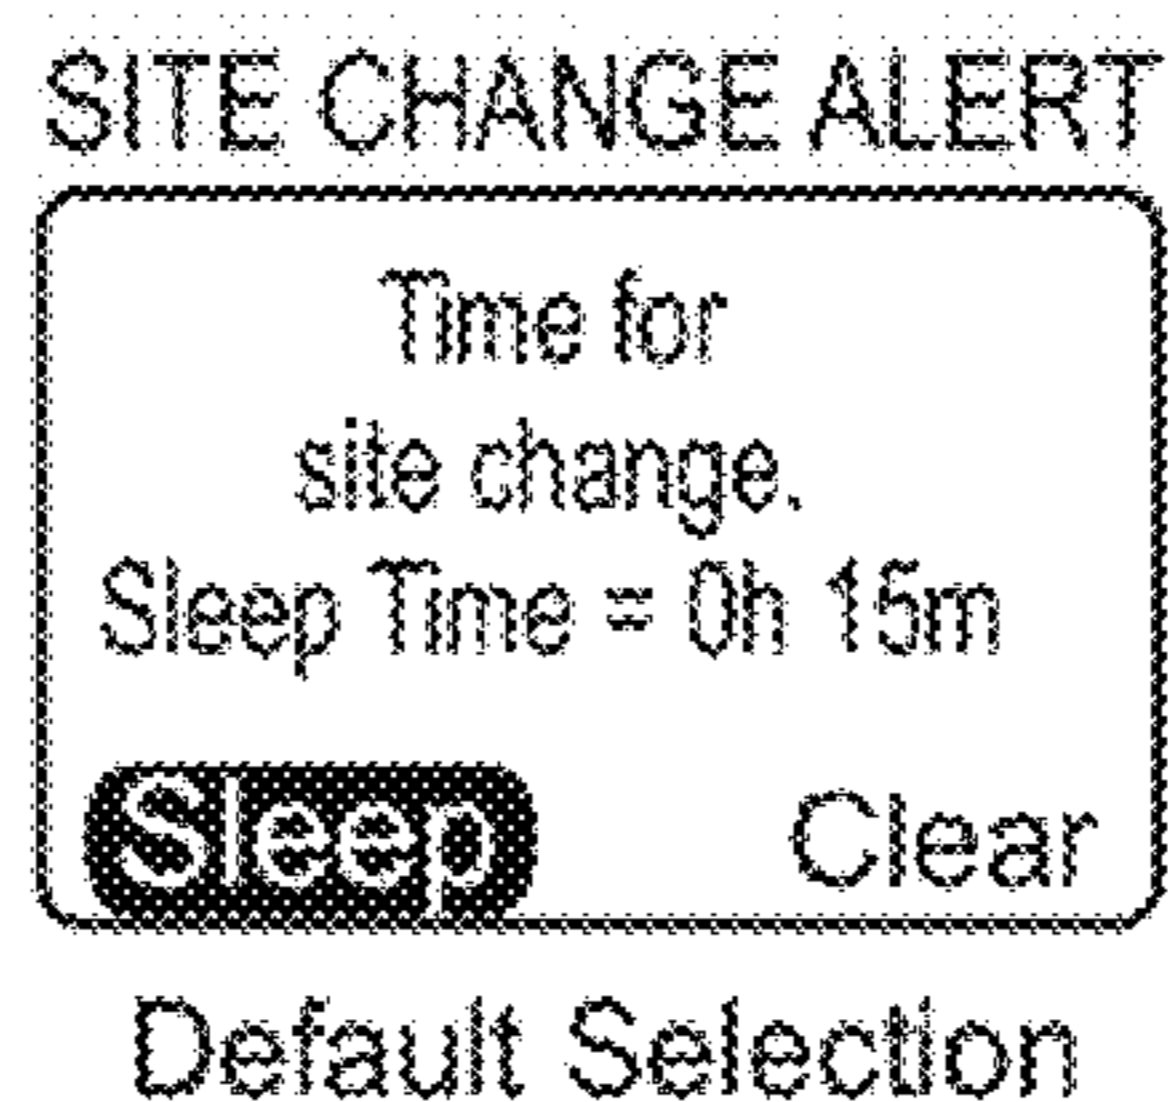 SITE CHANGE ALERT
Time for
site change.
Sleep Time = 0h 15m
Sleep Clear
Default Selection